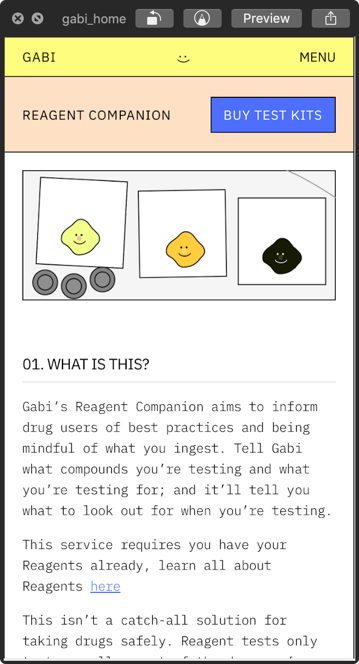 gabi_home
Preview
GABI
MENU
REAGENT COMPANION
BUY TEST KITS
01. WHAT IS THIS?
Gabi’s Reagent Companion aims to inform
drug users of best practices and being
mindful of what you ingest. Tell Gabi
what compounds you’re testing and what
you’re testing for; and it’ll tell you
what to look out for when you’re testing.
This service requires you have your
Reagents already, learn all about
Reagents here
This isn’t a catch-all solution for
taking drugs safely. Reagent tests only